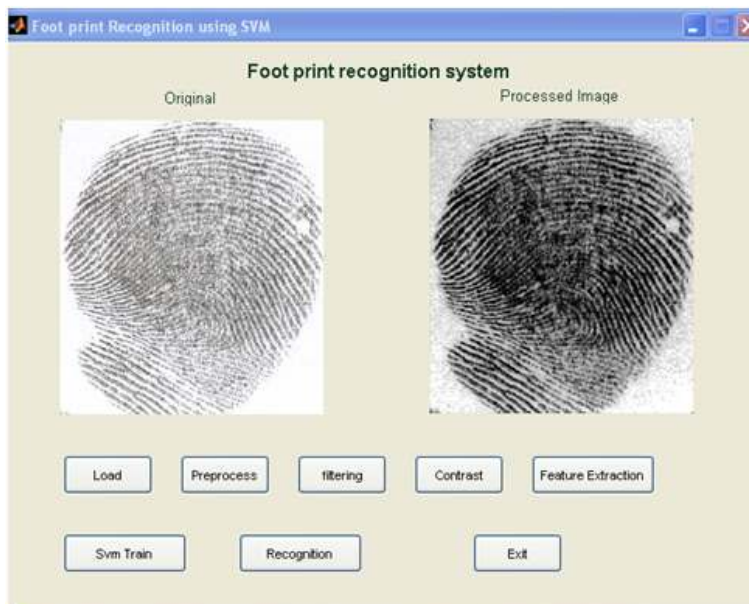 Foot print Recognition using SVM
Foot print recognition system
Original Processed Image
Load Preprocess filtering Contrast Feature Extraction
Svm Train Recognition Exit